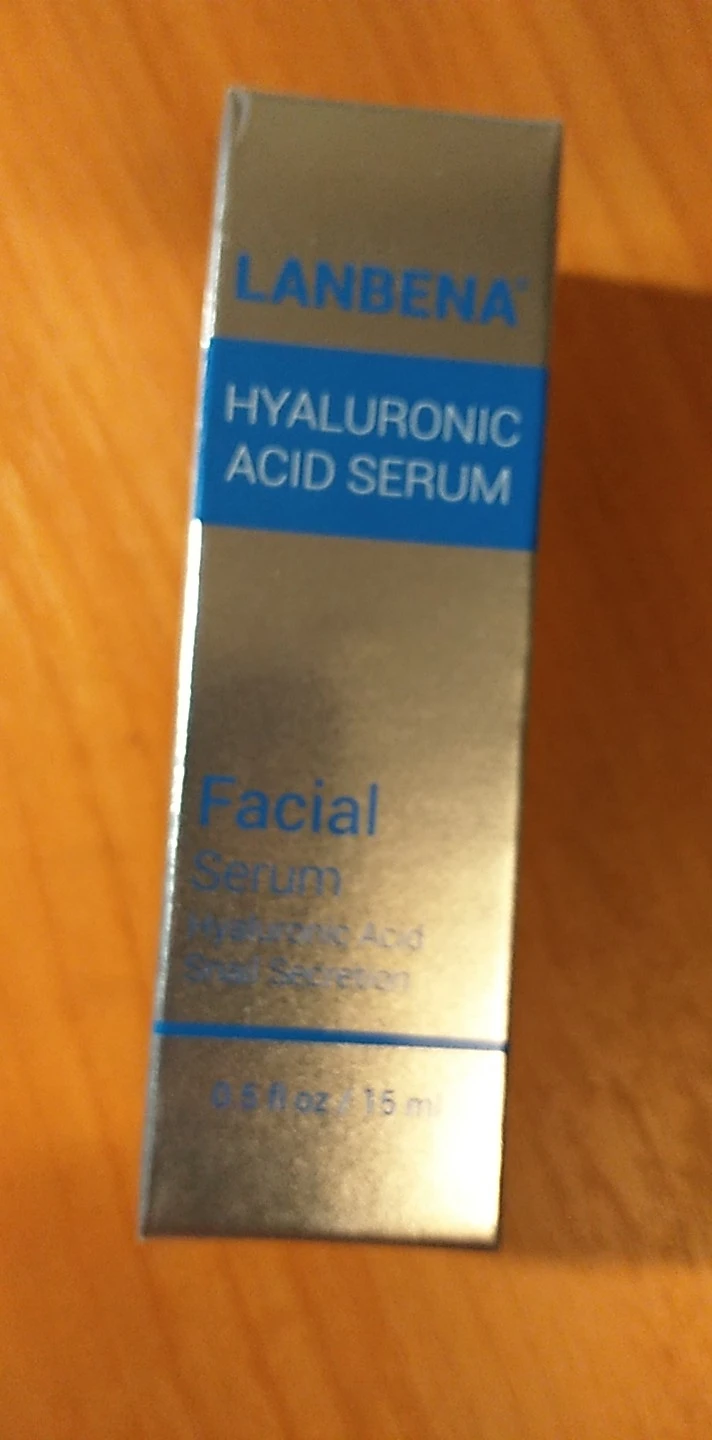 LANBENA®
HYALURONIC
ACID SERUM
Facial
Serum
Hyaluronic Acid
Snail Secretion
0.5 fl oz / 15 ml